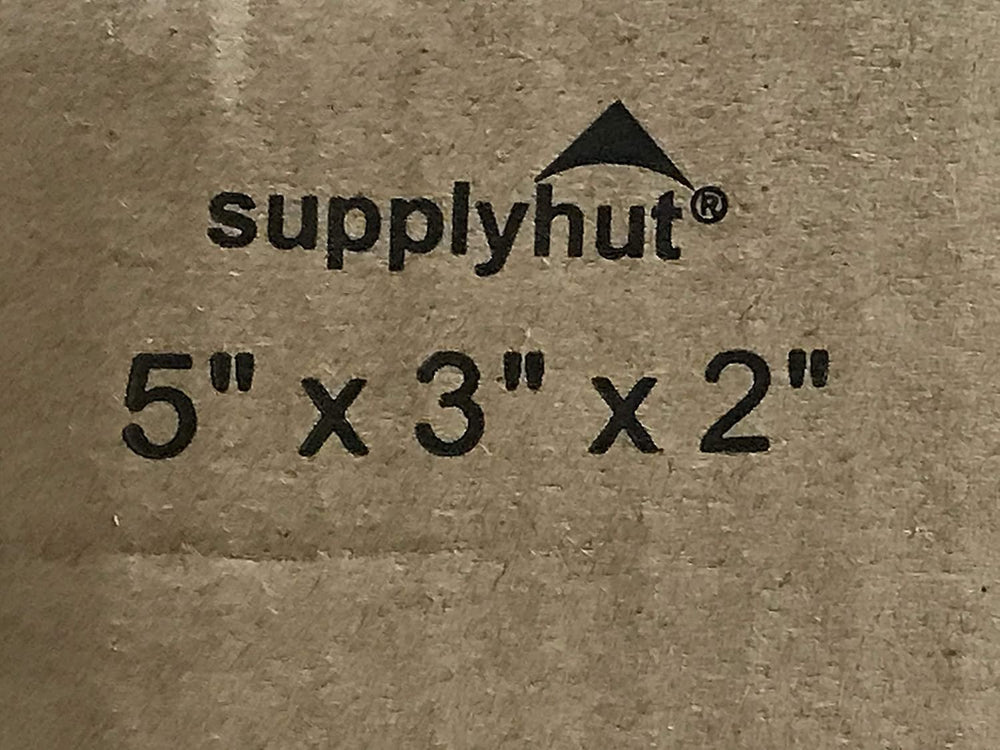 supplyhut®
5" x 3" x 2"